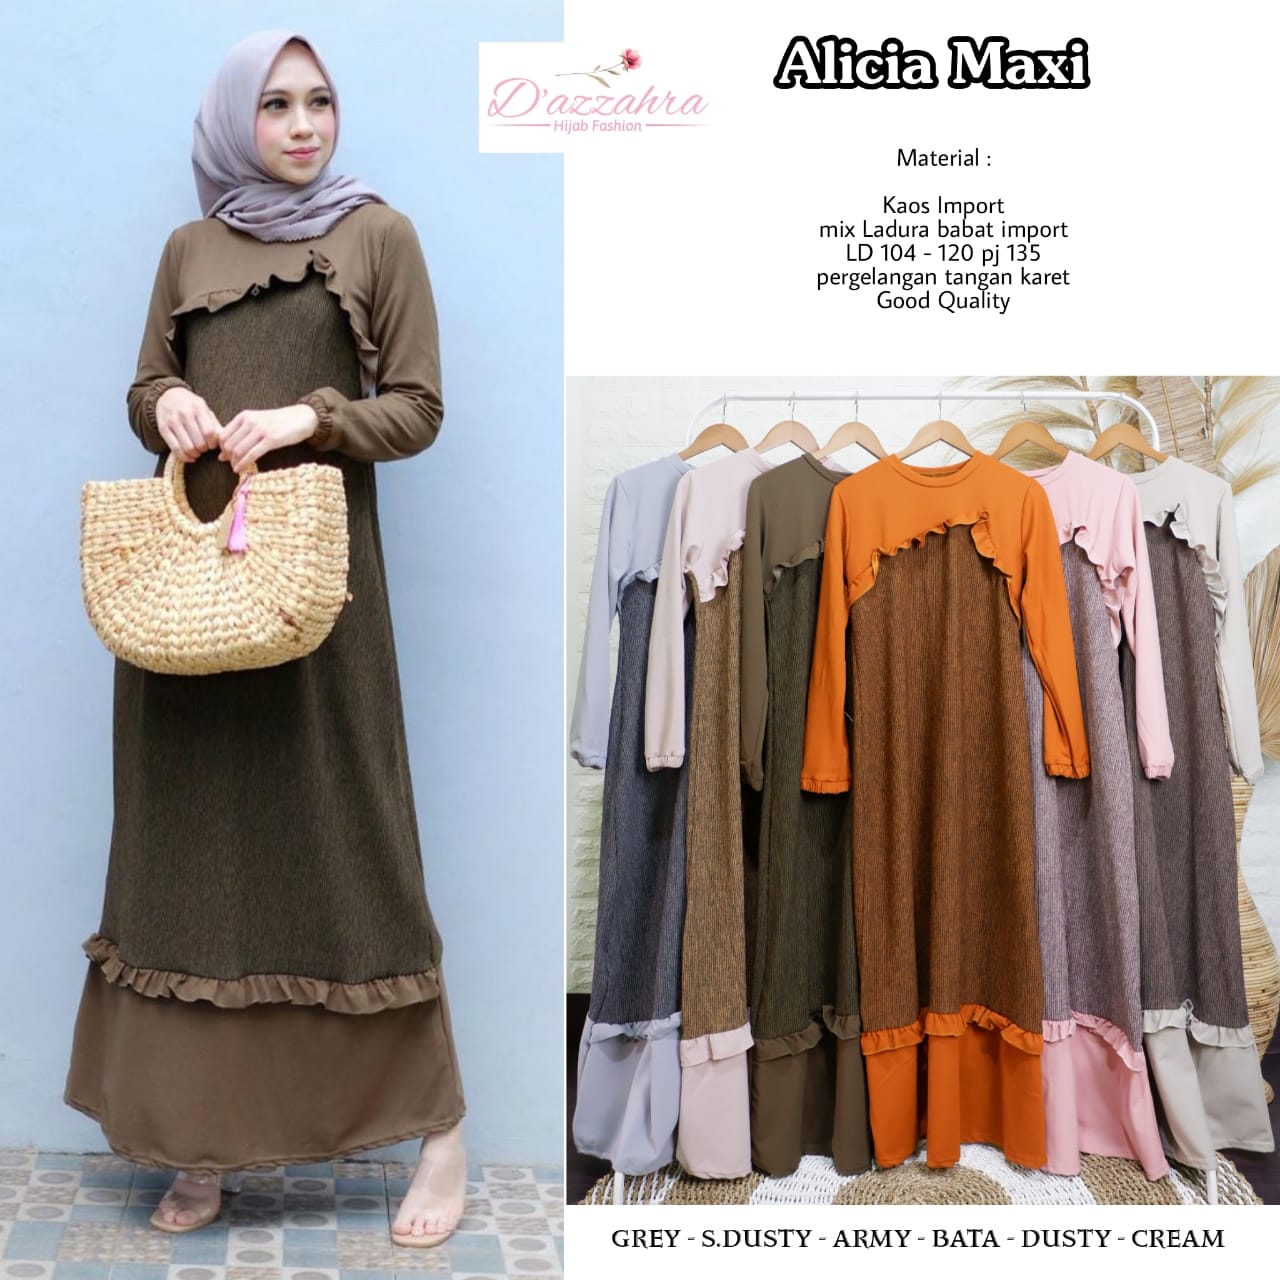 D'azzahra
Hijab Fashion
Alicia Maxi
Material :
Kaos Import
mix Ladura babat import
LD 104 - 120 pj 135
pergelangan tangan karet
Good Quality
GREY - S.DUSTY - ARMY - BATA - DUSTY - CREAM